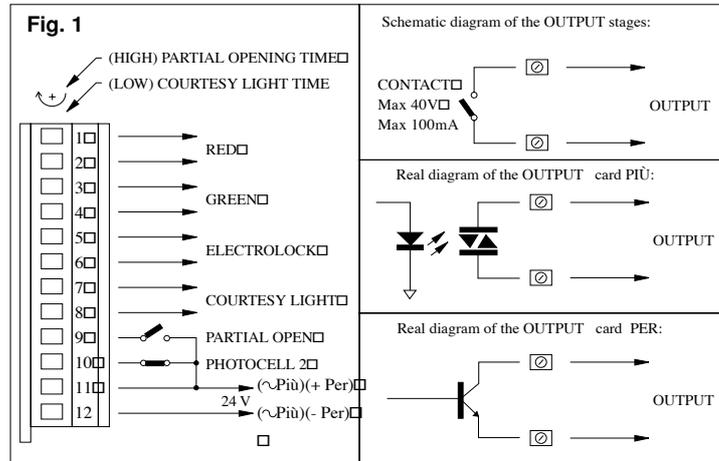 Fig. 1
(HIGH) PARTIAL OPENING TIME□
(LOW) COURTESY LIGHT TIME
+
1□
2□
RED□
3□
4□
GREEN□
5□
6□
ELECTROLOCK□
7□
8□
COURTESY LIGHT□
9□
PARTIAL OPEN□
10□
PHOTOCELL 2□
11□
24 V
(∿Più)(+ Per)□
12
(∿Più)(- Per)□
□
Schematic diagram of the OUTPUT stages:
CONTACT□
Max 40V□
Max 100mA
OUTPUT
Real diagram of the OUTPUT card PIÙ:
OUTPUT
Real diagram of the OUTPUT card PER:
OUTPUT